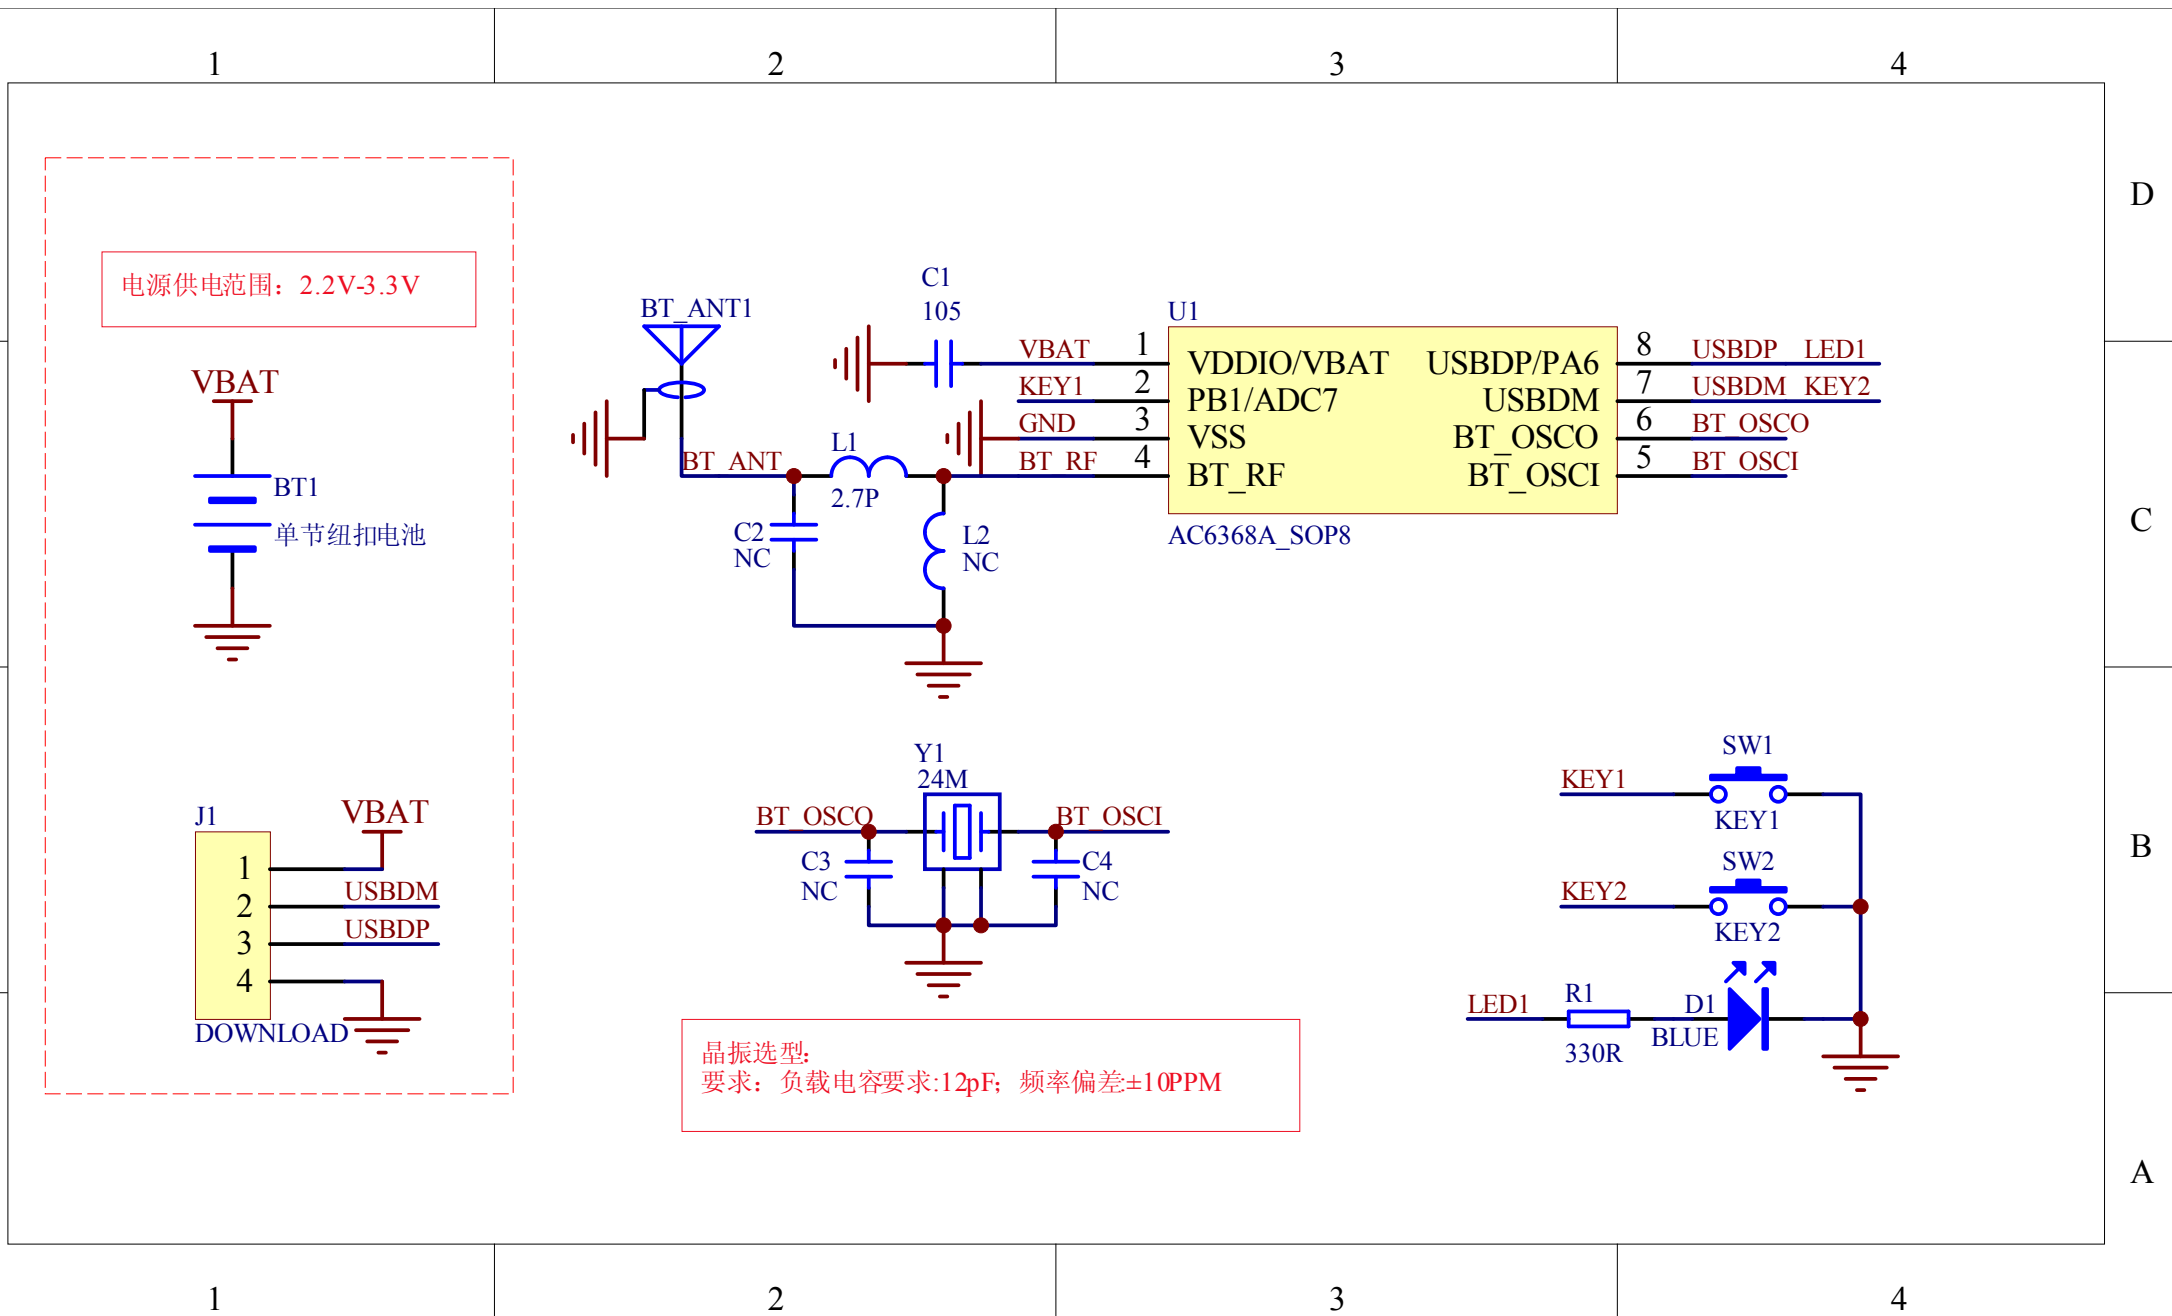 1
2
3
4
D
C
B
A
电源供电范围：2.2V-3.3V
VBAT
BT1
单节纽扣电池
J1
VBAT
1
2
USBDM
3
USBDP
4
DOWNLOAD
BT_ANT1
C1
105
BT_ANT
L1
2.7P
C2
NC
L2
NC
U1
VBAT 1 VDDIO/VBAT USBDP/PA6 8 USBDP LED1
KEY1 2 PB1/ADC7 USBDM 7 USBDM KEY2
GND 3 VSS BT_OSCO 6 BT_OSCO
BT_RF 4 BT_RF BT_OSCI 5 BT_OSCI
AC6368A_SOP8
Y1
24M
BT_OSCO
BT_OSCI
C3
NC
C4
NC
晶振选型:
要求：负载电容要求:12pF；频率偏差:±10PPM
SW1
KEY1
KEY1
SW2
KEY2
KEY2
LED1
R1
330R
D1
BLUE
1
2
3
4